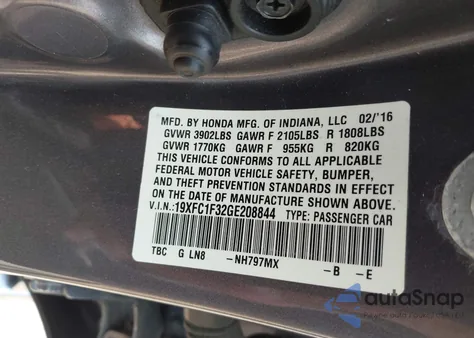 MFD. BY HONDA MFG. OF INDIANA, LLC 02/'16
GVWR 3902LBS GAWR F 2105LBS R 1808LBS
GVWR 1770KG GAWR F 955KG R 820KG
THIS VEHICLE CONFORMS TO ALL APPLICABLE
FEDERAL MOTOR VEHICLE SAFETY, BUMPER,
AND THEFT PREVENTION STANDARDS IN EFFECT
ON THE DATE OF MANUFACTURE SHOWN ABOVE.
V.I.N.:19XFC1F32GE208844 TYPE: PASSENGER CAR
TBC G LN8 -NH797MX -B -E
autoSnap